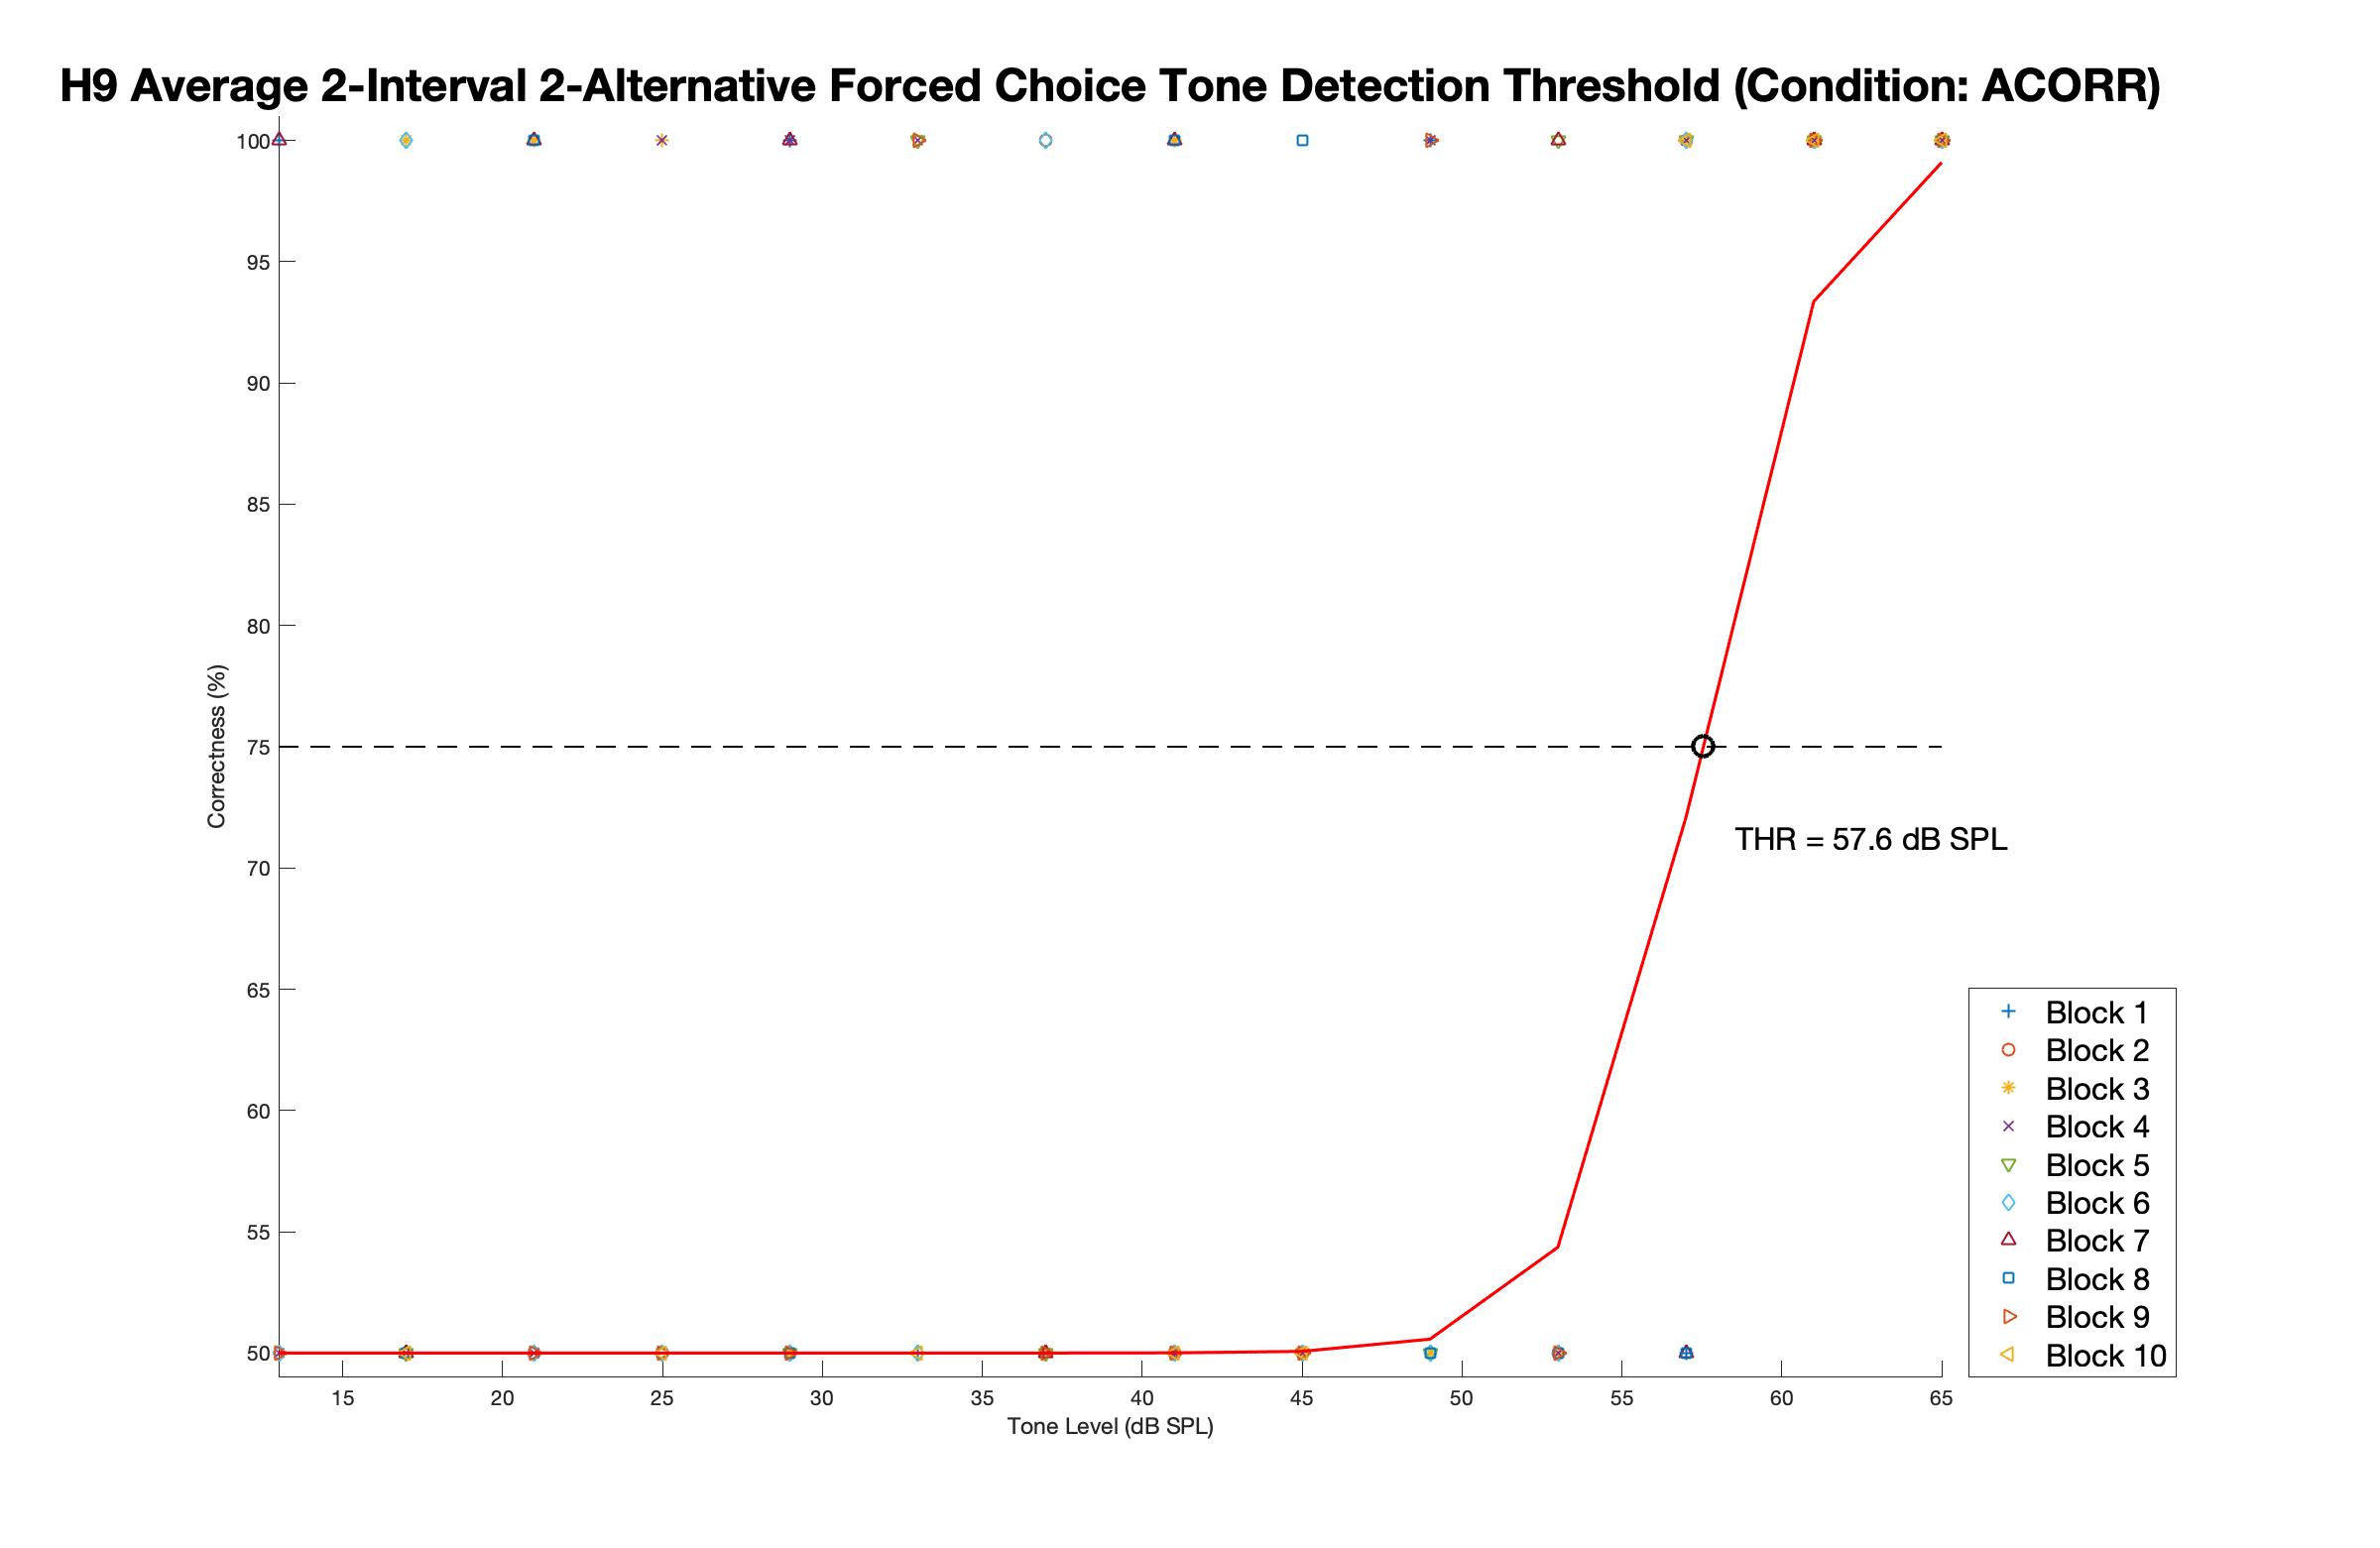 H9 Average 2-Interval 2-Alternative Forced Choice Tone Detection Threshold (Condition: ACORR)
100
95
90
85
80
75
70
65
60
55
50
Correctness (%)
THR = 57.6 dB SPL
Block 1
Block 2
Block 3
Block 4
Block 5
Block 6
Block 7
Block 8
Block 9
Block 10
15 20 25 30 35 40 45 50 55 60 65
Tone Level (dB SPL)